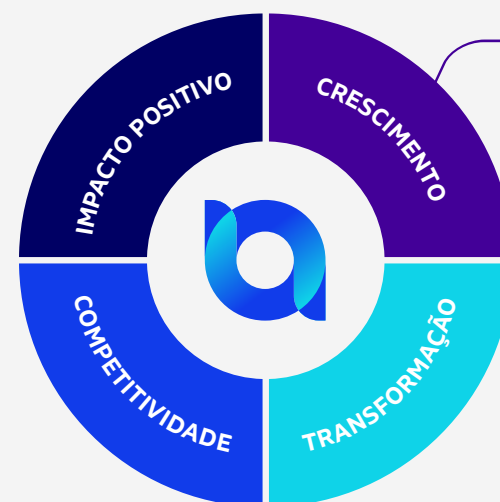 IMPACTO POSITIVO
CRESCIMENTO
COMPETITIVIDADE
TRANSFORMAÇÃO